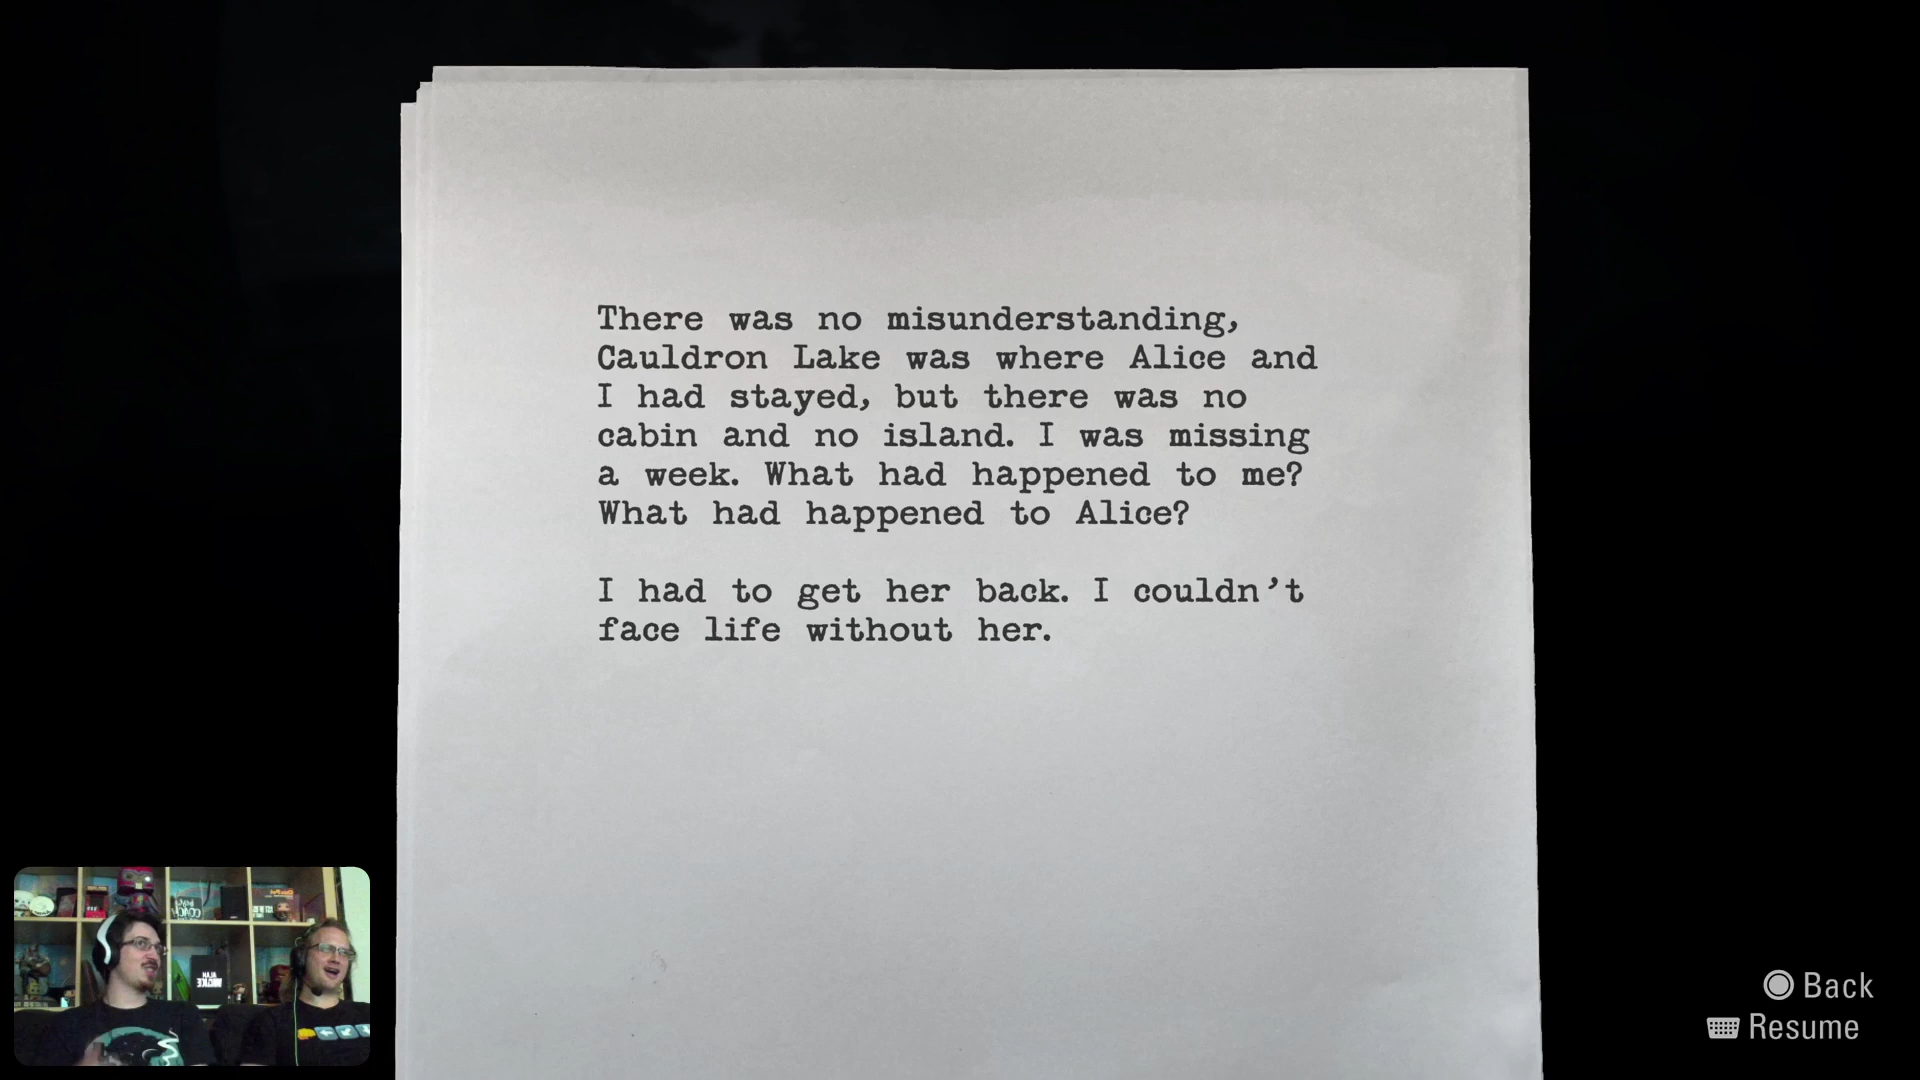 There was no misunderstanding,
Cauldron Lake was where Alice and
I had stayed, but there was no
cabin and no island. I was missing
a week. What had happened to me?
What had happened to Alice?
I had to get her back. I couldn’t
face life without her.
Back
Resume
ALAN
WAKE